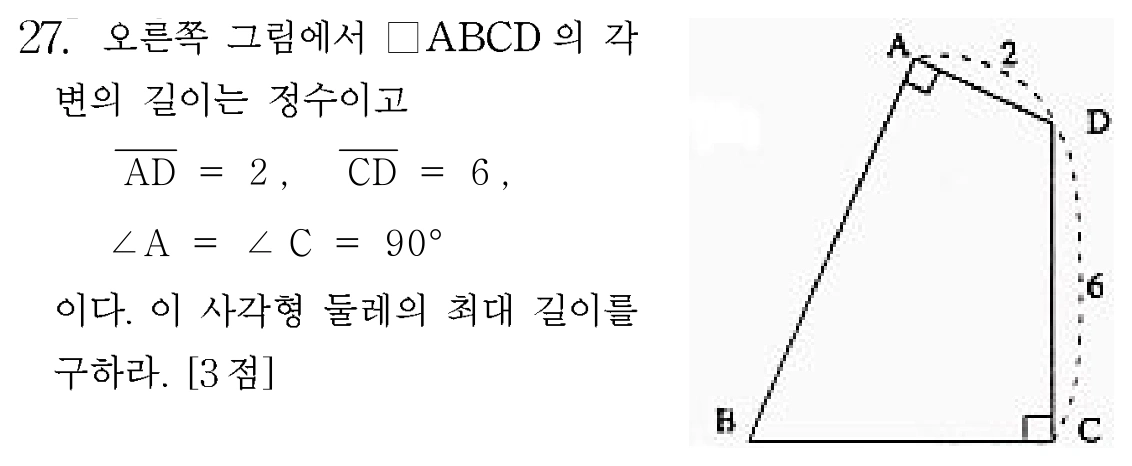 27. 오른쪽 그림에서 □ABCD의 각
변의 길이는 정수이고
A̅D̅ = 2, C̅D̅ = 6,
∠A = ∠C = 90°
이다. 이 사각형 둘레의 최대 길이를
구하라. [3점]
A
2
D
6
B
C